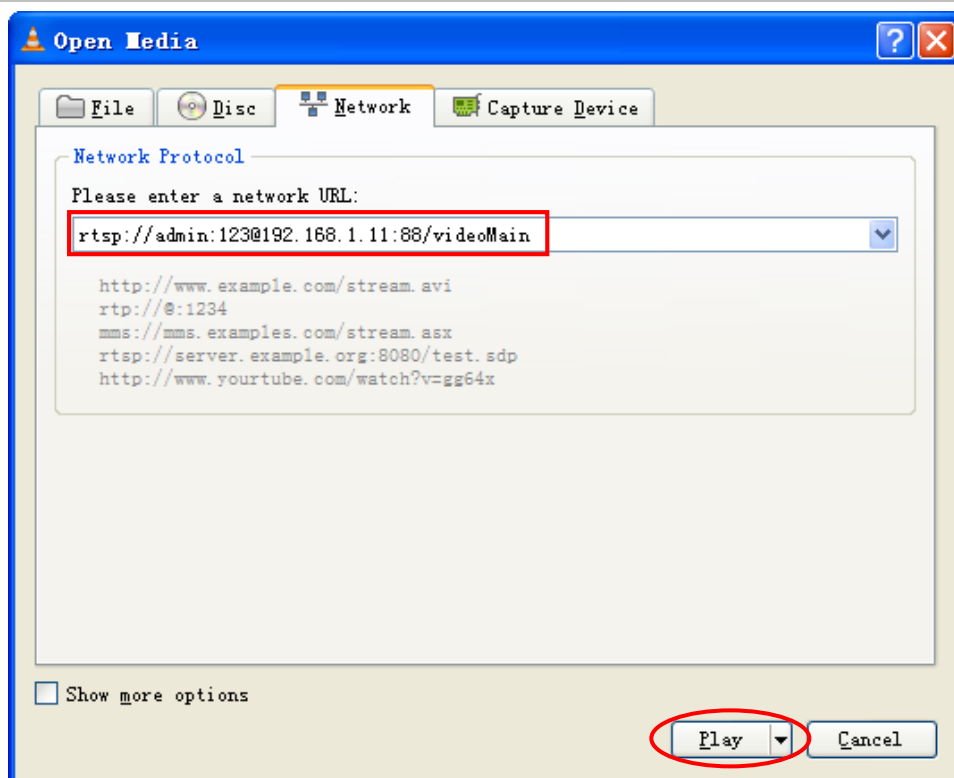 Open Media
File Disc Network Capture Device
Network Protocol
Please enter a network URL:
rtsp://admin:123@192.168.1.11:88/videoMain
http://www.example.com/stream.avi
rtp://@:1234
mms://mms.examples.com/stream.asx
rtsp://server.example.org:8080/test.sdp
http://www.yourtube.com/watch?v=gg64x
Show more options
Play Cancel